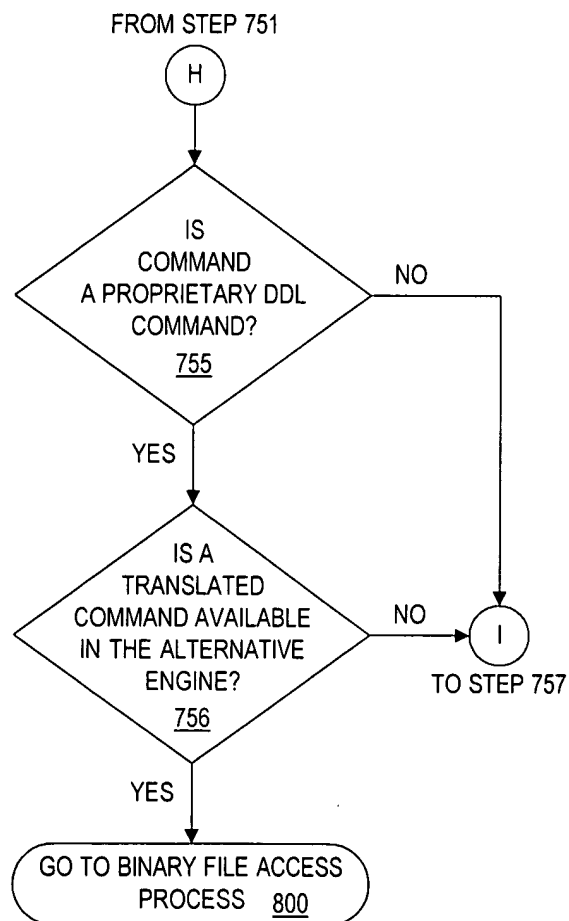 FROM STEP 751
H
IS
COMMAND
A PROPRIETARY DDL
COMMAND?
755
NO
YES
IS A
TRANSLATED
COMMAND AVAILABLE
IN THE ALTERNATIVE
ENGINE?
756
NO
I
TO STEP 757
YES
GO TO BINARY FILE ACCESS
PROCESS 800